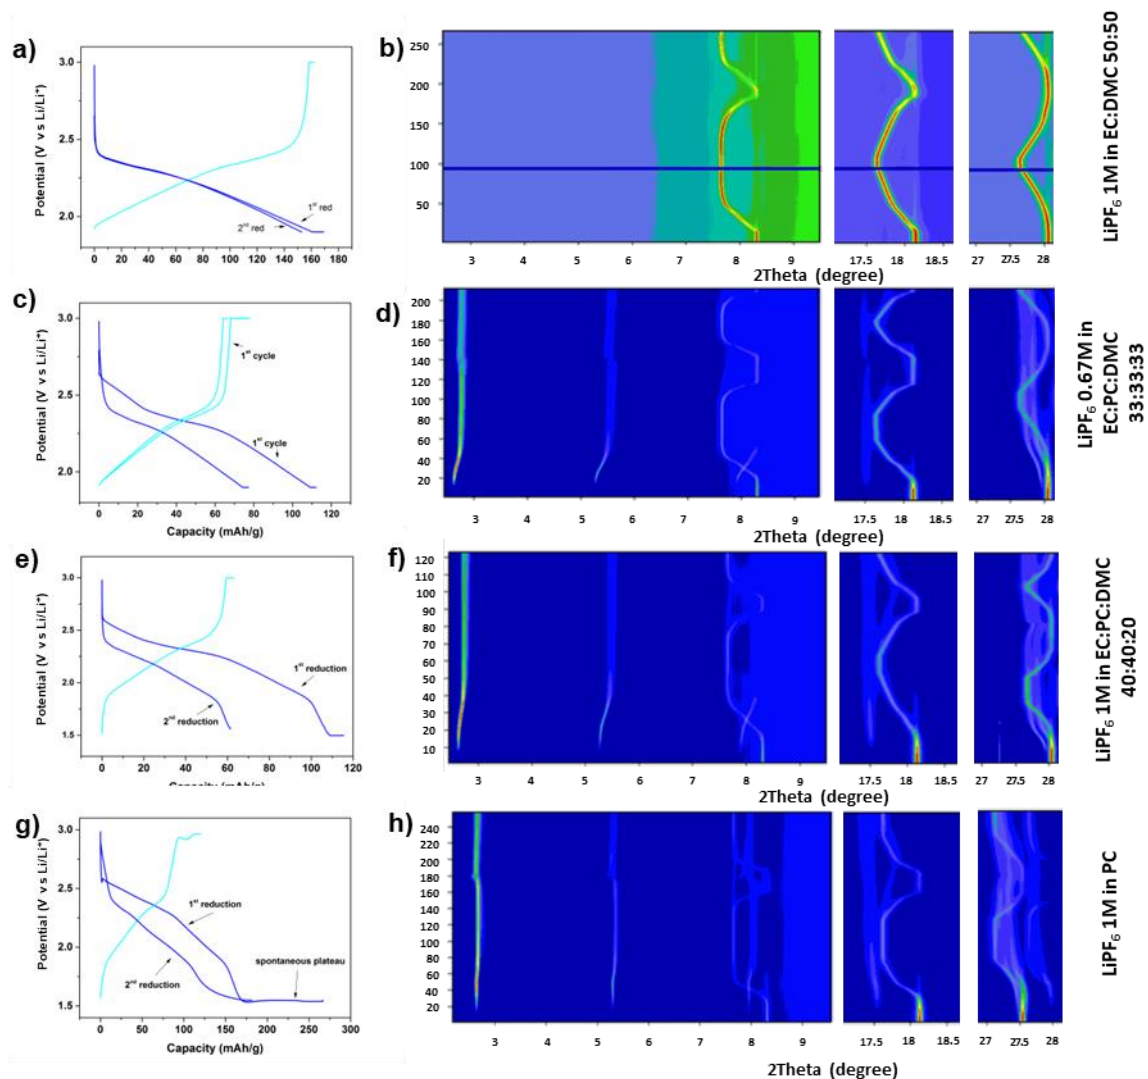 a)
Potential (V vs Li/Li+)
3.0
2.5
2.0
1st red
2nd red
0 20 40 60 80 100 120 140 160 180
b)
250
200
150
100
50
3 4 5 6 7 8 9
17.5 18 18.5
27 27.5 28
2Theta (degree)
LiPF6 1M in EC:DMC 50:50
c)
Potential (V vs Li/Li+)
3.0
2.5
2.0
1st cycle
1st cycle
0 20 40 60 80 100 120
Capacity (mAh/g)
d)
200
180
160
140
120
100
80
60
40
20
3 4 5 6 7 8 9
17.5 18 18.5
27 27.5 28
2Theta (degree)
LiPF6 0.67M in
EC:PC:DMC
33:33:33
e)
Potential (V vs Li/Li+)
3.0
2.5
2.0
1.5
1st reduction
2nd reduction
0 20 40 60 80 100 120
Capacity (mAh/g)
f)
120
110
100
90
80
70
60
50
40
30
20
10
3 4 5 6 7 8 9
17.5 18 18.5
27 27.5 28
2Theta (degree)
LiPF6 1M in EC:PC:DMC
40:40:20
g)
Potential (V vs Li/Li+)
3.0
2.5
2.0
1.5
1st reduction
2nd reduction
spontaneous plateau
0 50 100 150 200 250 300
Capacity (mAh/g)
h)
240
220
200
180
160
140
120
100
80
60
40
20
3 4 5 6 7 8 9
17.5 18 18.5
27 27.5 28
2Theta (degree)
LiPF6 1M in PC